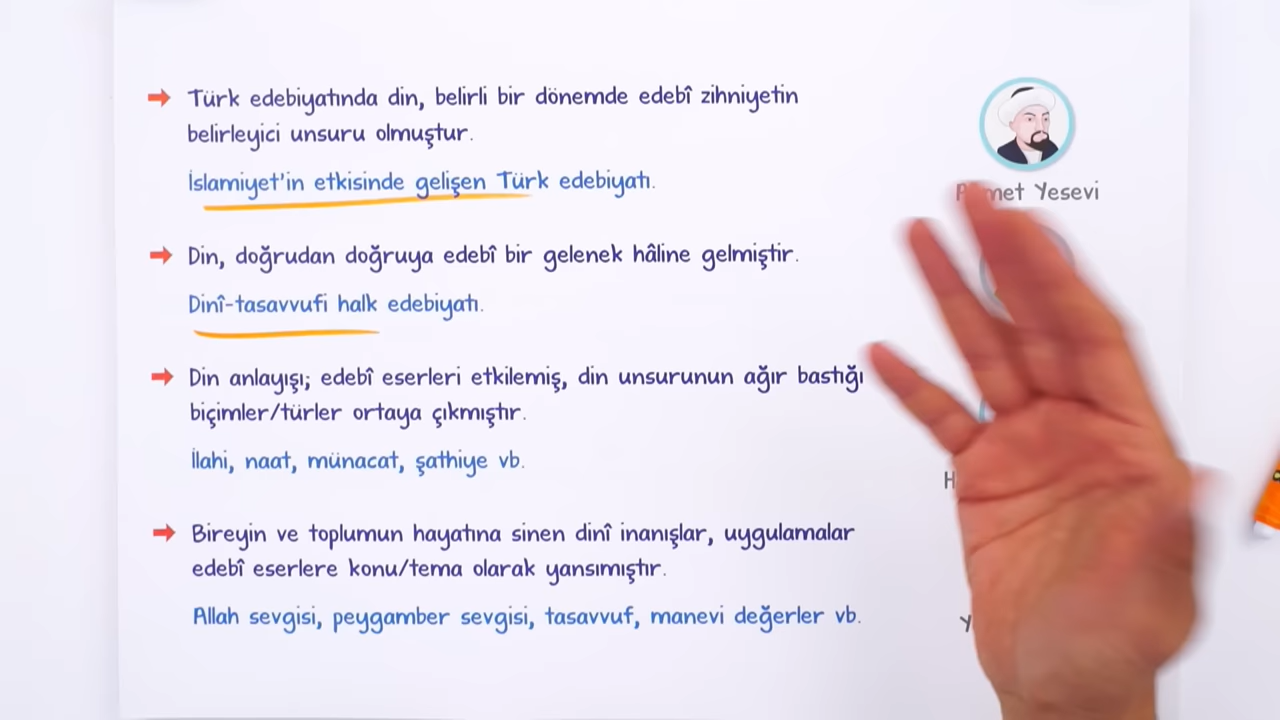 Türk edebiyatında din, belirli bir dönemde edebî zihniyetin
belirleyici unsuru olmuştur.
İslamiyet'in etkisinde gelişen Türk edebiyatı.
Din, doğrudan doğruya edebî bir gelenek hâline gelmiştir.
Dinî-tasavvufi halk edebiyatı.
Din anlayışı; edebî eserleri etkilemiş, din unsurunun ağır bastığı
biçimler/türler ortaya çıkmıştır.
İlahi, naat, münacat, şathiye vb.
Bireyin ve toplumun hayatına sinen dinî inanışlar, uygulamalar
edebî eserlere konu/tema olarak yansımıştır.
Allah sevgisi, peygamber sevgisi, tasavvuf, manevi değerler vb.
Yesevi